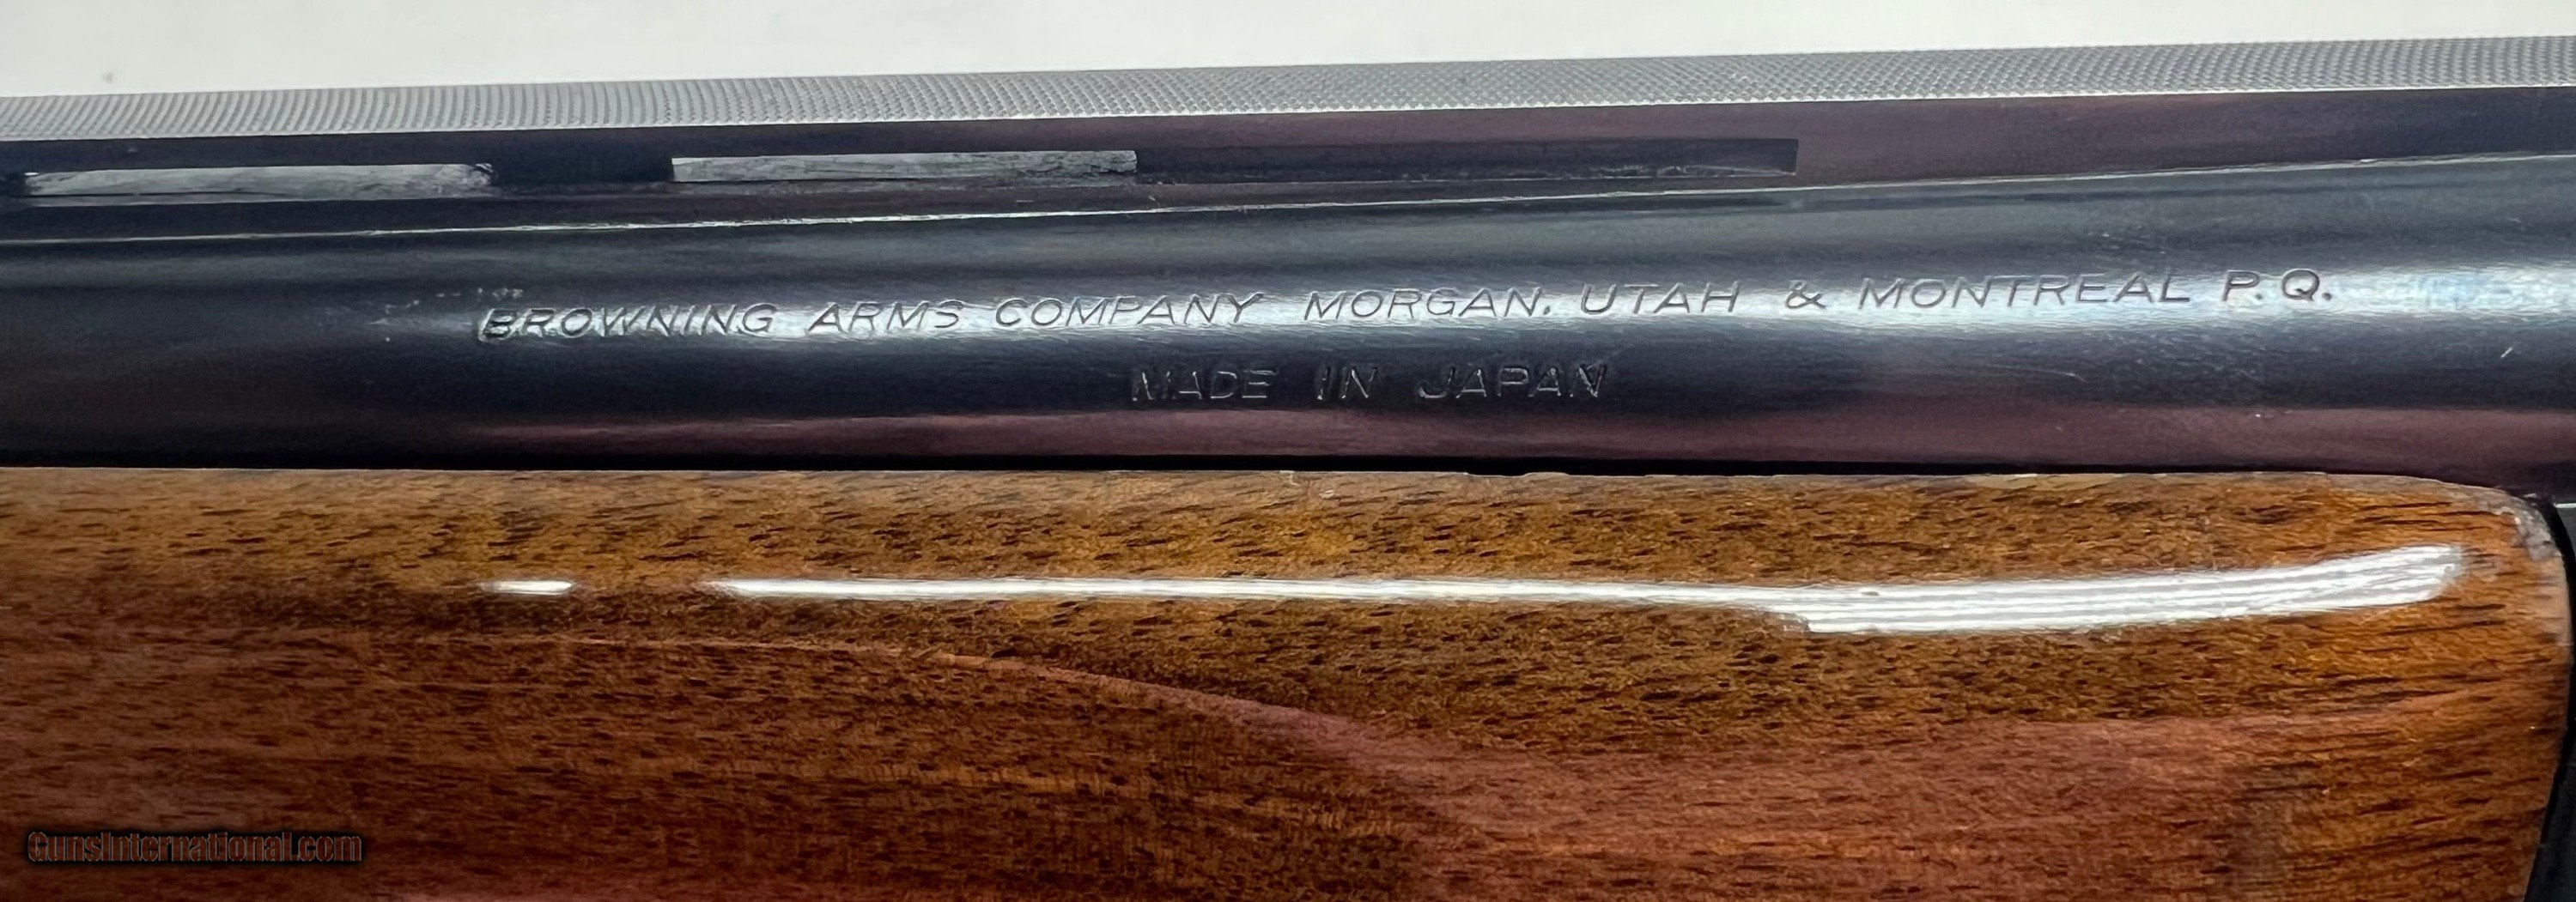 BROWNING ARMS COMPANY MORGAN, UTAH & MONTREAL P.Q.
MADE IN JAPAN
GunsInternational.com